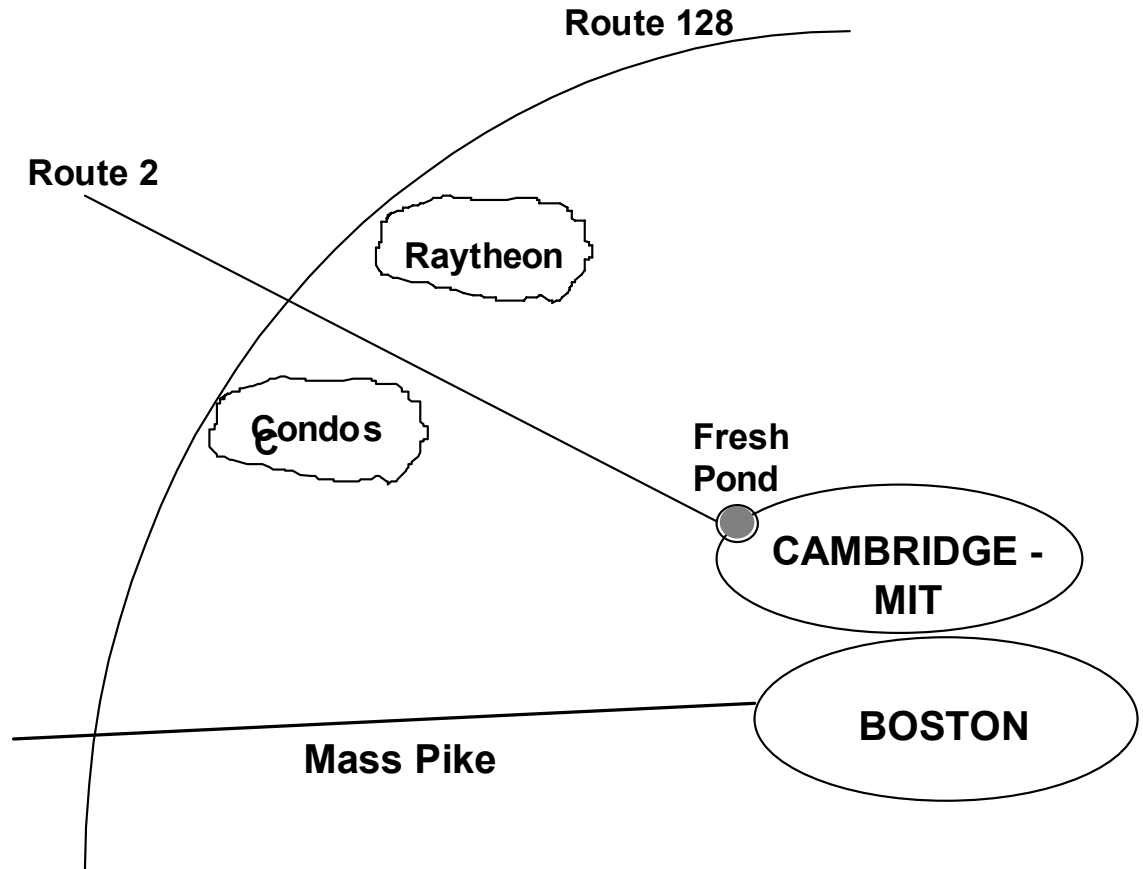 Route 128
Route 2
Raytheon
Condos
C
Fresh
Pond
CAMBRIDGE -
MIT
BOSTON
Mass Pike